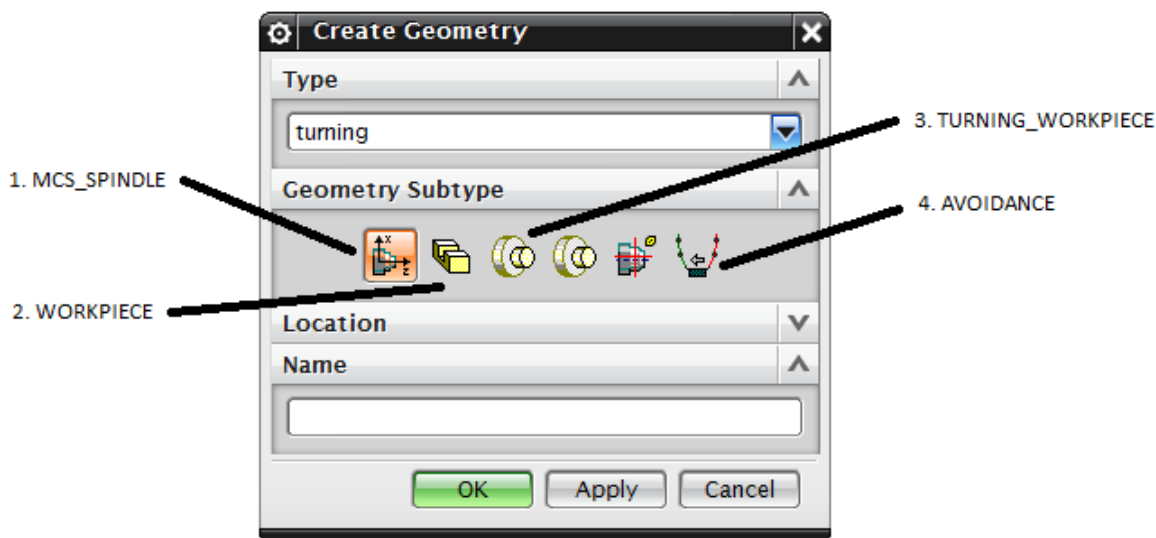 Create Geometry
Type
turning
3. TURNING_WORKPIECE
1. MCS_SPINDLE
Geometry Subtype
4. AVOIDANCE
x
z
2. WORKPIECE
Location
Name
OK Apply Cancel